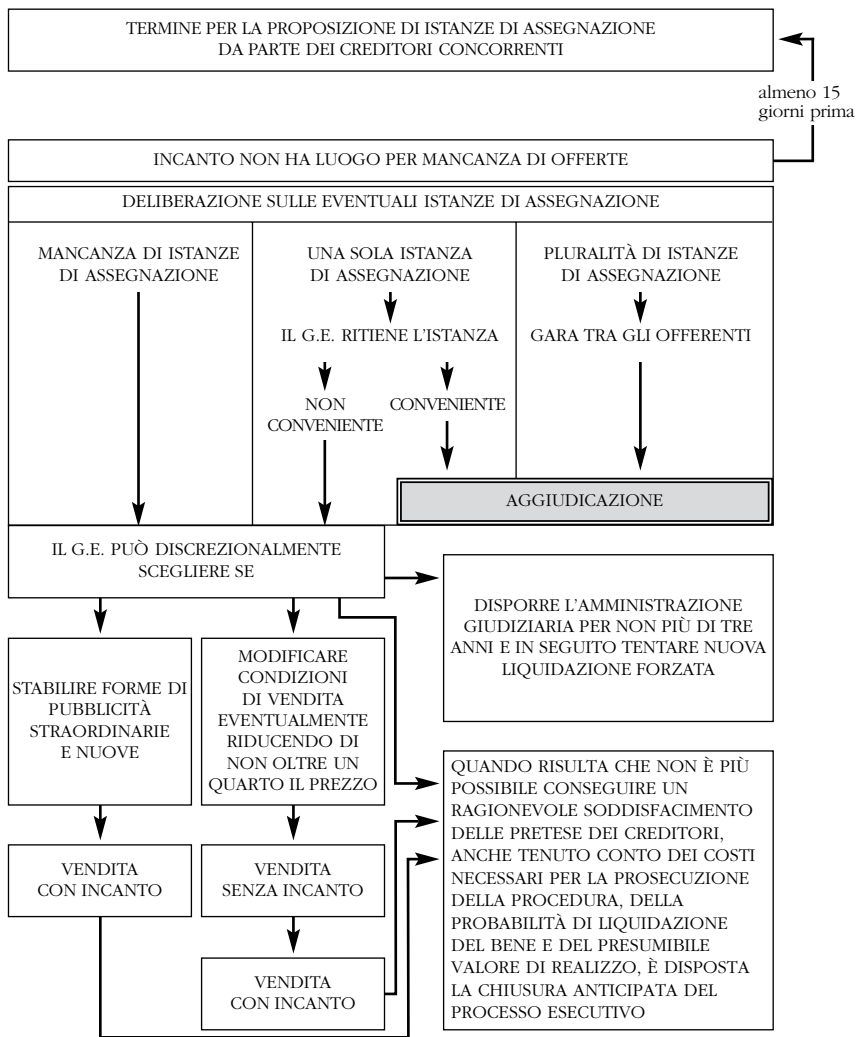 TERMINE PER LA PROPOSIZIONE DI ISTANZE DI ASSEGNAZIONE
DA PARTE DEI CREDITORI CONCORRENTI
almeno 15
giorni prima
INCANTO NON HA LUOGO PER MANCANZA DI OFFERTE
DELIBERAZIONE SULLE EVENTUALI ISTANZE DI ASSEGNAZIONE
MANCANZA DI ISTANZE
DI ASSEGNAZIONE
UNA SOLA ISTANZA
DI ASSEGNAZIONE
PLURALITÀ DI ISTANZE
DI ASSEGNAZIONE
IL G.E. RITIENE L'ISTANZA
GARA TRA GLI OFFERENTI
NON
CONVENIENTE
CONVENIENTE
AGGIUDICAZIONE
IL G.E. PUÒ DISCREZIONALMENTE
SCEGLIERE SE
DISPORRE L'AMMINISTRAZIONE
GIUDIZIARIA PER NON PIÙ DI TRE
ANNI E IN SEGUITO TENTARE NUOVA
LIQUIDAZIONE FORZATA
STABILIRE FORME DI
PUBBLICITÀ
STRAORDINARIE
E NUOVE
MODIFICARE
CONDIZIONI
DI VENDITA
EVENTUALMENTE
RIDUCENDO DI
NON OLTRE UN
QUARTO IL PREZZO
QUANDO RISULTA CHE NON È PIÙ
POSSIBILE CONSEGUIRE UN
RAGIONEVOLE SODDISFACIMENTO
DELLE PRETESE DEI CREDITORI,
ANCHE TENUTO CONTO DEI COSTI
NECESSARI PER LA PROSECUZIONE
DELLA PROCEDURA, DELLA
PROBABILITÀ DI LIQUIDAZIONE
DEL BENE E DEL PRESUMIBILE
VALORE DI REALIZZO, È DISPOSTA
LA CHIUSURA ANTICIPATA DEL
PROCESSO ESECUTIVO
VENDITA
CON INCANTO
VENDITA
SENZA INCANTO
VENDITA
CON INCANTO